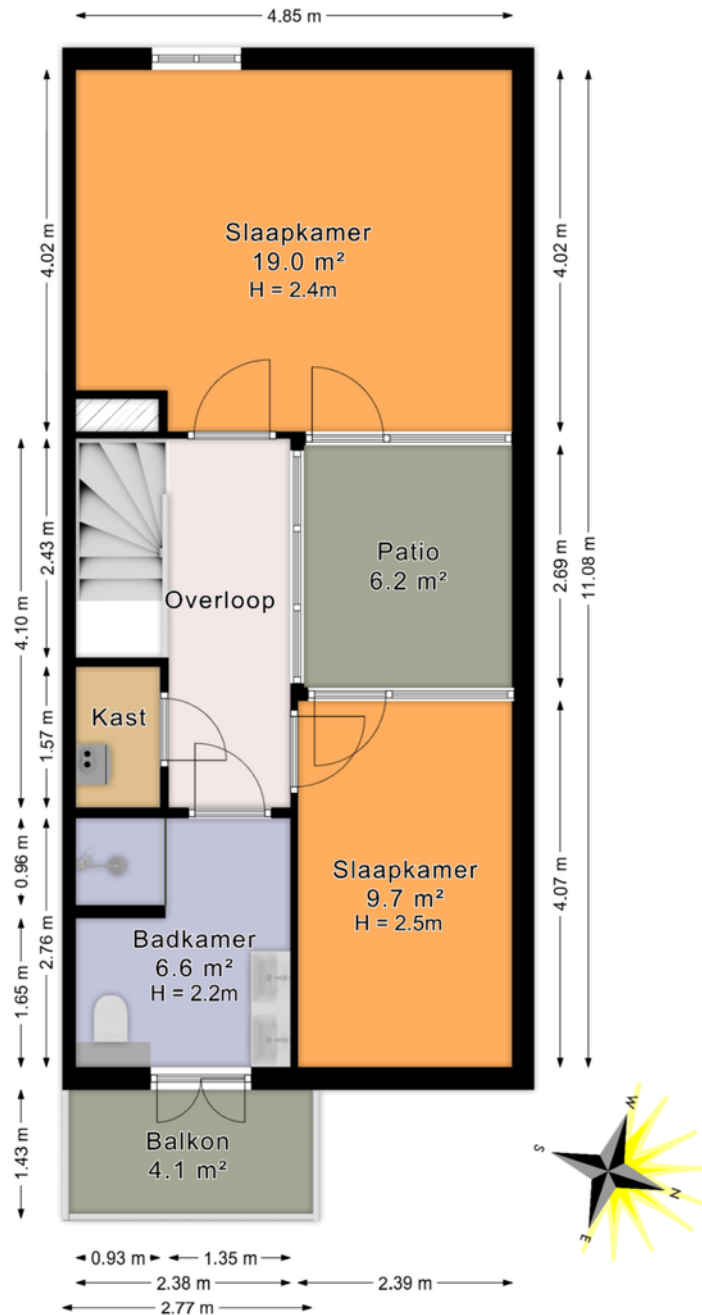 4.85 m
4.02 m
Slaapkamer
19.0 m²
H = 2.4m
4.02 m
11.08 m
4.10 m
2.43 m
Overloop
Patio
6.2 m²
2.69 m
1.57 m
Kast
0.96 m
2.76 m
1.65 m
Badkamer
6.6 m²
H = 2.2m
Slaapkamer
9.7 m²
H = 2.5m
4.07 m
1.43 m
Balkon
4.1 m²
W
S
N
E
0.93 m
1.35 m
2.38 m
2.39 m
2.77 m